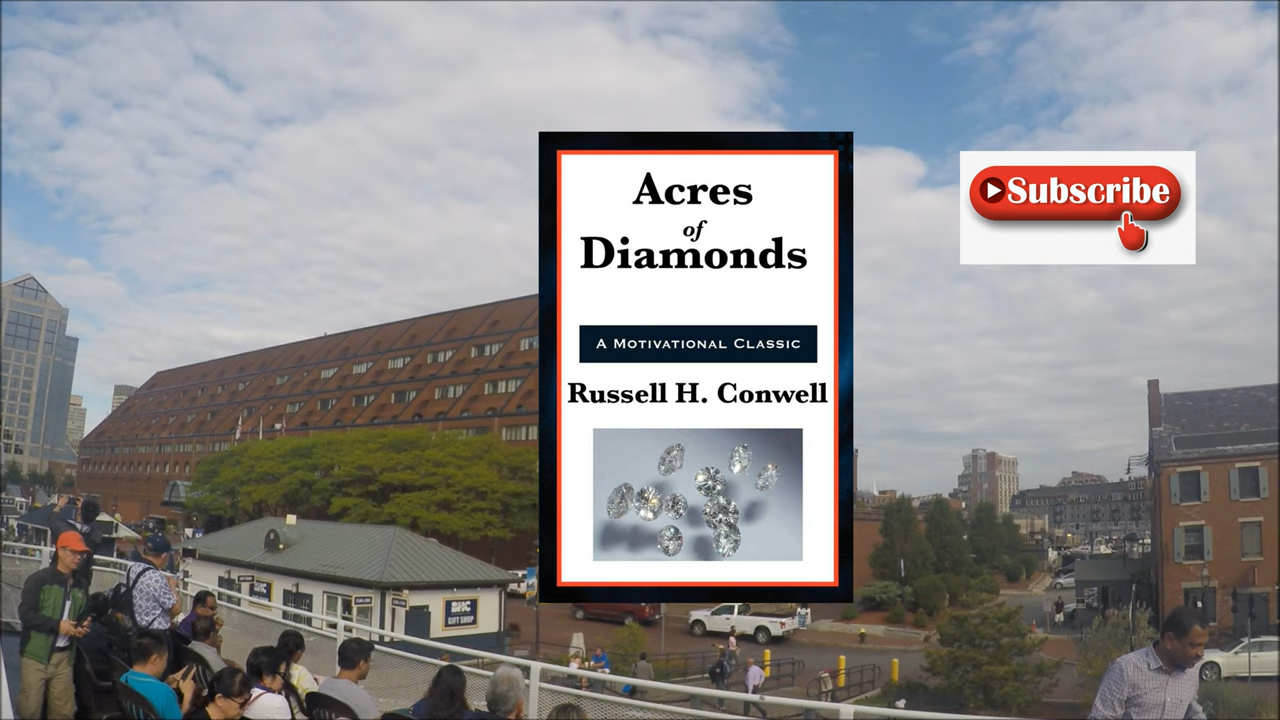 Acres
of
Diamonds
A MOTIVATIONAL CLASSIC
Russell H. Conwell
Subscribe
BHC
GIFT SHOP